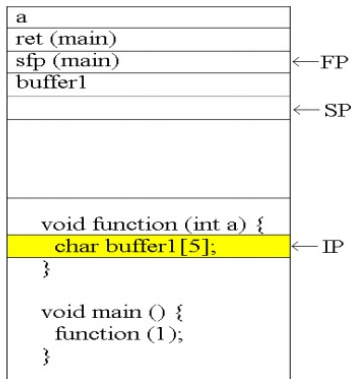 a
ret (main)
sfp (main) FP
buffer1
SP
void function (int a) {
char buffer1[5]; IP
}
void main () {
function (1);
}